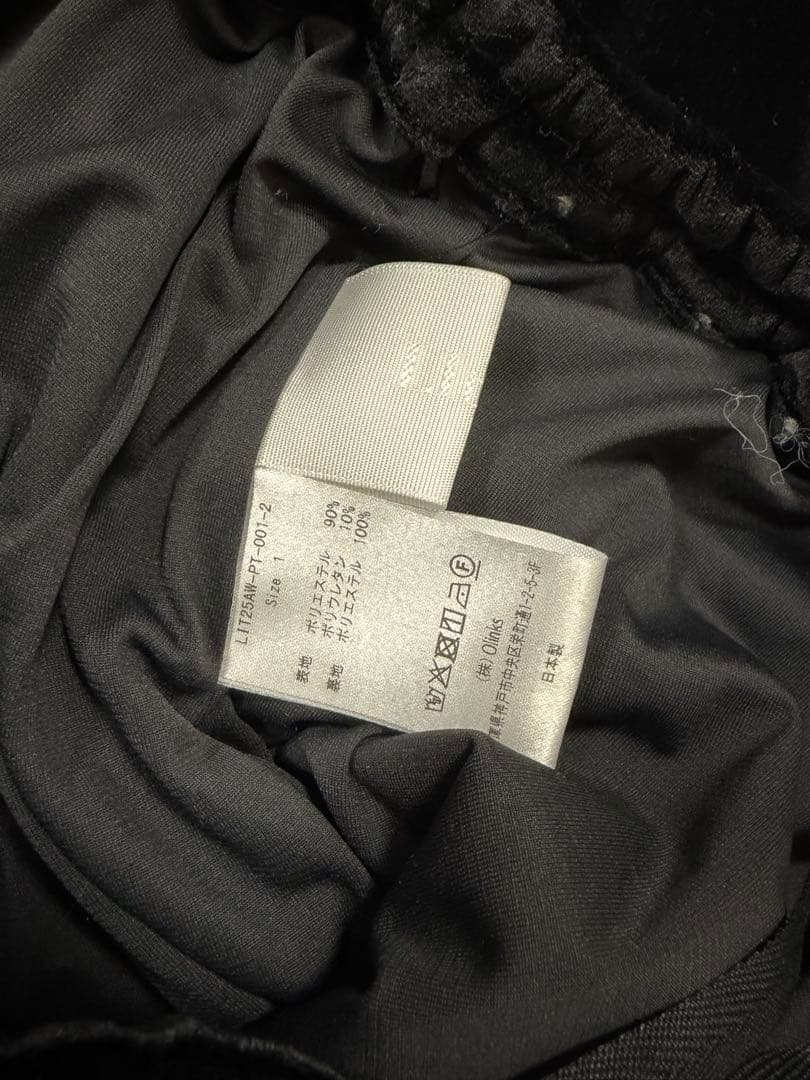 LIT25AW-PT-001-2
Size 1
表地 ポリエステル 90%
ポリウレタン 10%
裏地 ポリエステル 100%
(株)Olinks
庫県神戸市中央区栄町通1-2-5-3F
日本製